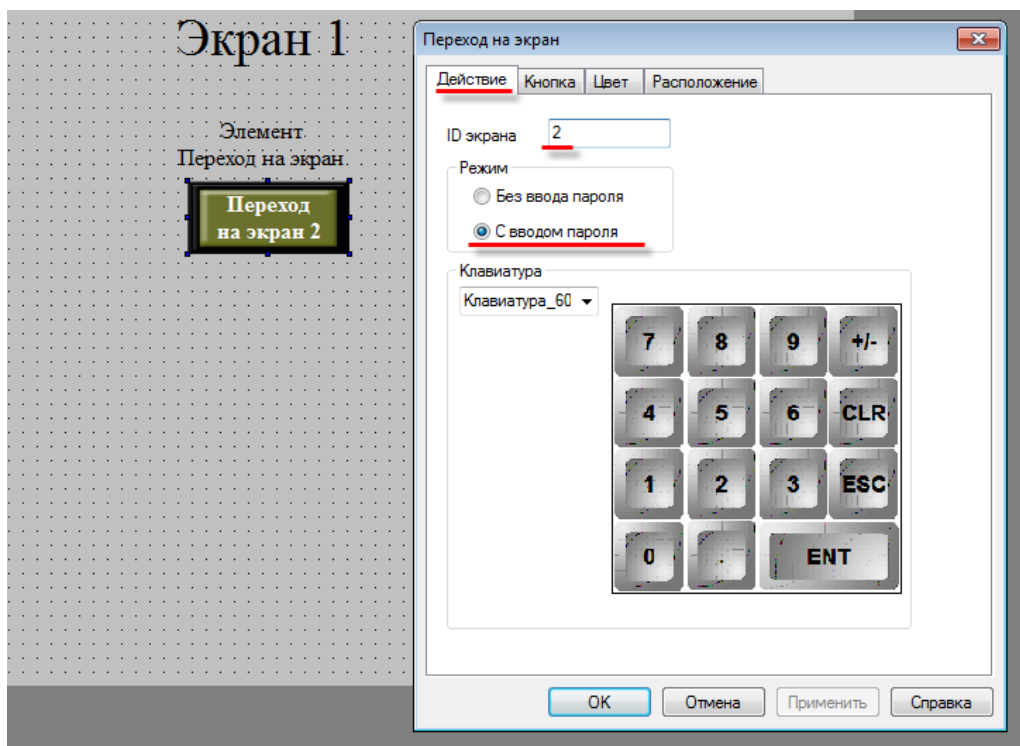 Экран 1
Элемент
Переход на экран
Переход
на экран 2
Переход на экран
Действие Кнопка Цвет Расположение
ID экрана 2
Режим
Без ввода пароля
С вводом пароля
Клавиатура
Клавиатура_60
7 8 9 +/-
4 5 6 CLR
1 2 3 ESC
0 . ENT
OK Отмена Применить Справка